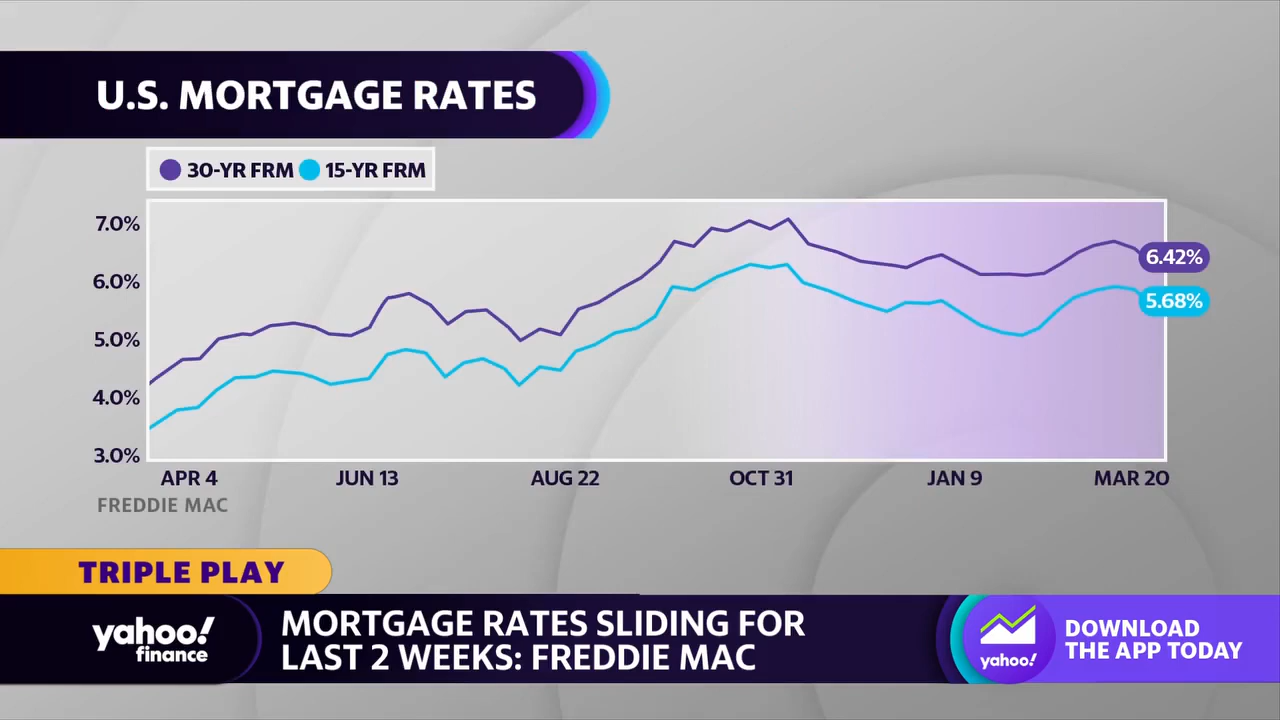 U.S. MORTGAGE RATES
30-YR FRM 15-YR FRM
7.0%
6.0%
5.0%
4.0%
3.0%
6.42%
5.68%
APR 4 JUN 13 AUG 22 OCT 31 JAN 9 MAR 20
FREDDIE MAC
TRIPLE PLAY
yahoo!
finance
MORTGAGE RATES SLIDING FOR
LAST 2 WEEKS: FREDDIE MAC
yahoo!
DOWNLOAD
THE APP TODAY